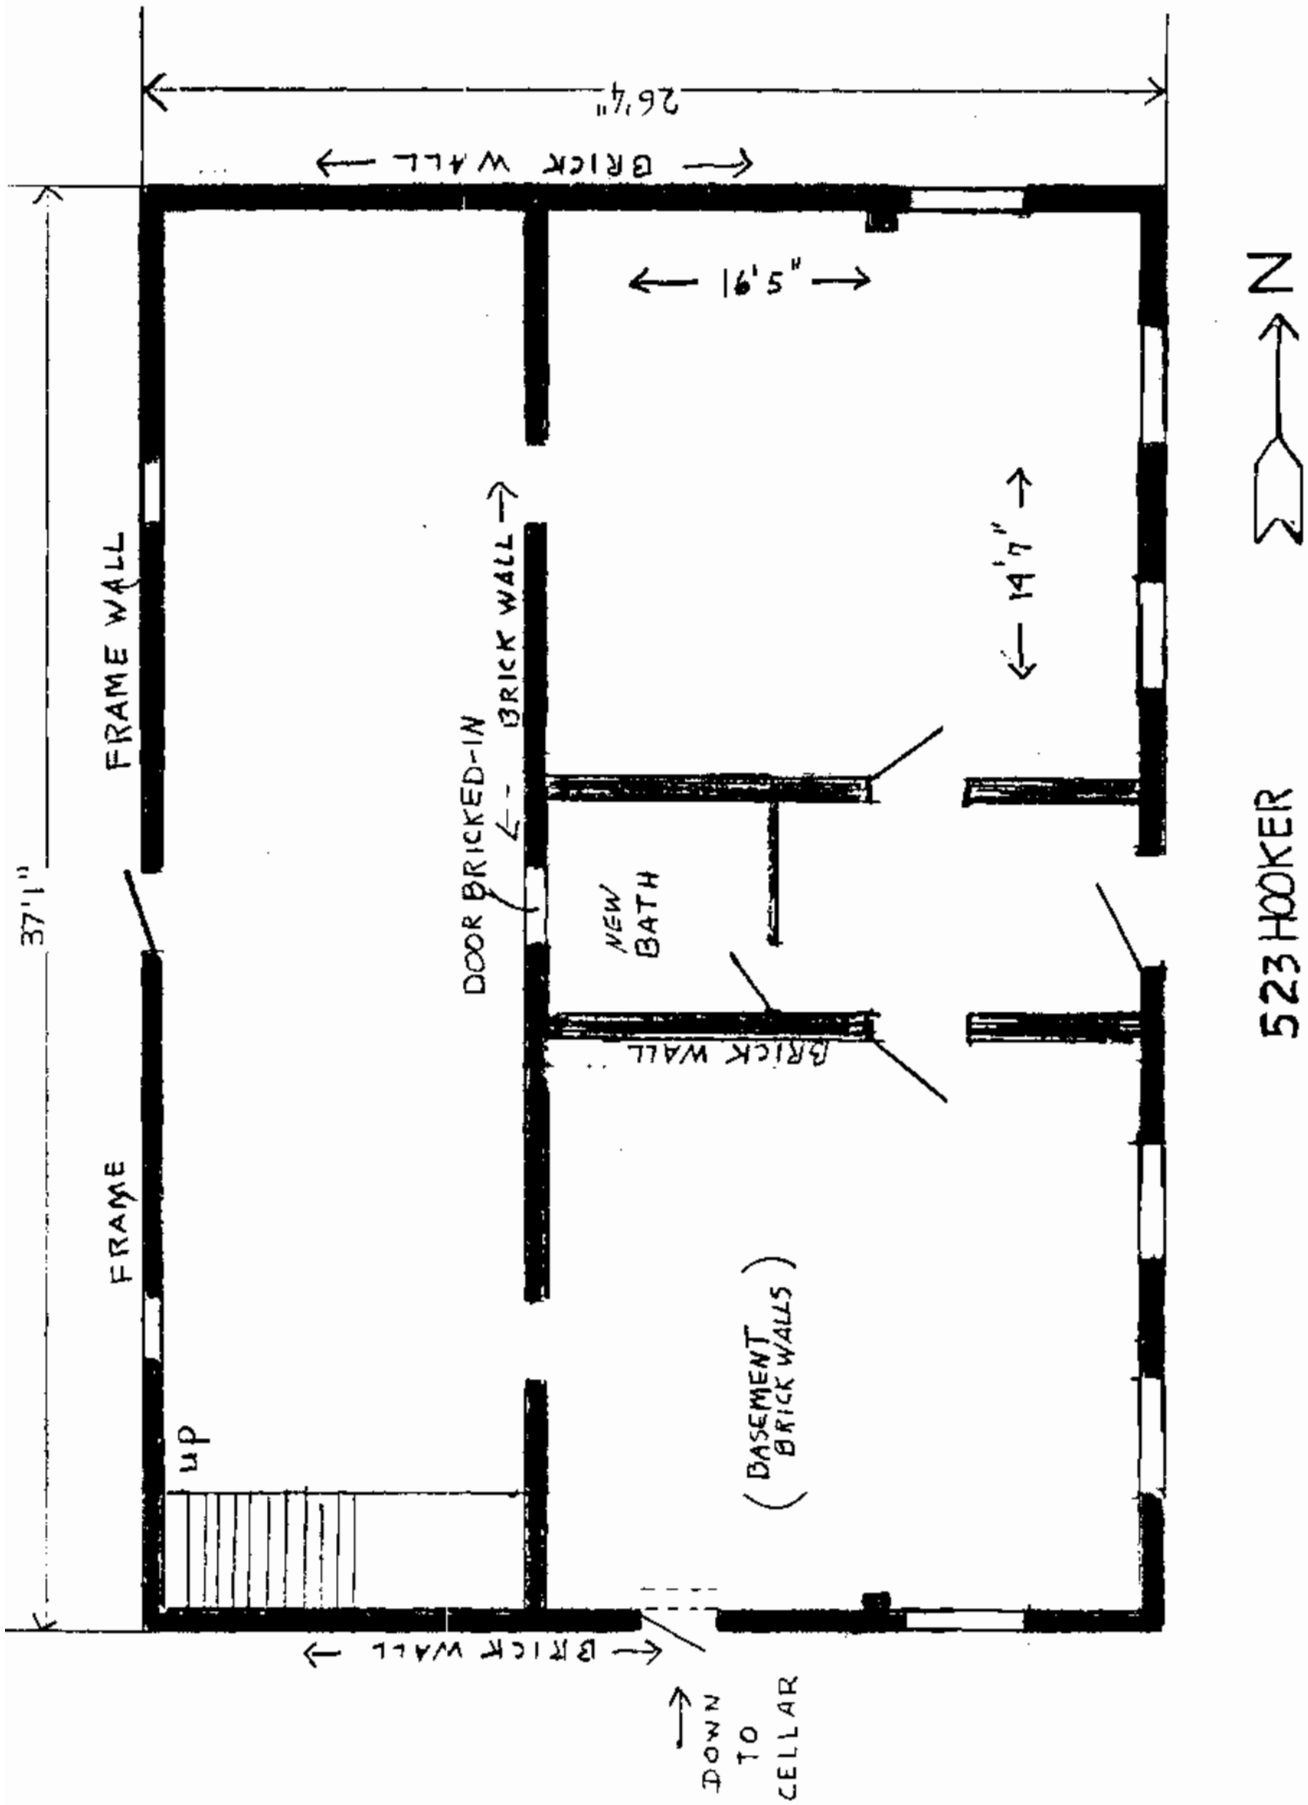 26'4"
BRICK WALL
37'1"
FRAME WALL
FRAME
up
DOOR BRICKED-IN
BRICK WALL
16'5"
14'7"
NEW
BATH
BRICK WALL
(BASEMENT
BRICK WALLS)
BRICK WALL
DOWN
TO
CELLAR
N
523 HOOKER